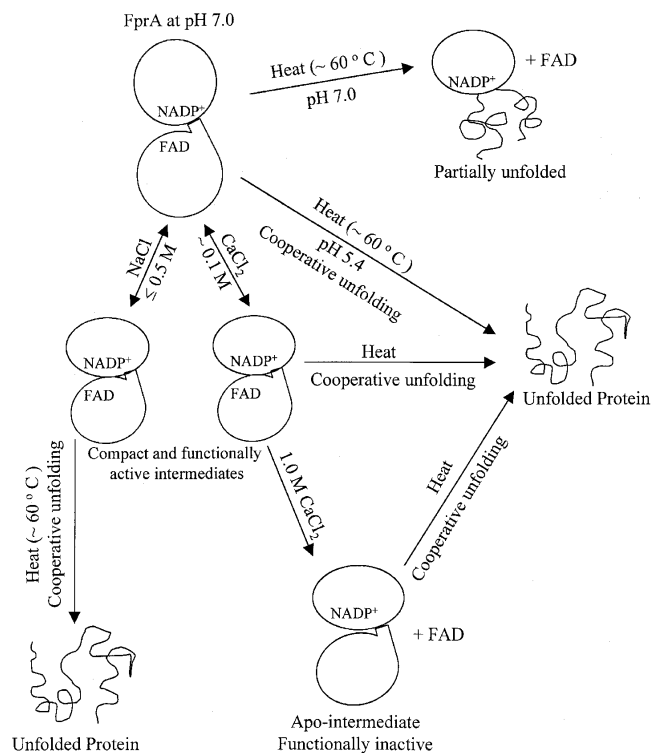 FprA at pH 7.0
NADP⁺
FAD
Heat (~ 60 ° C )
pH 7.0
NADP⁺
+ FAD
Partially unfolded
NaCl
≤ 0.5 M
CaCl₂
~ 0.1 M
Heat (~ 60 ° C)
pH 5.4
Cooperative unfolding
NADP⁺
FAD
NADP⁺
FAD
Heat
Cooperative unfolding
Unfolded Protein
Compact and functionally
active intermediates
Heat (~ 60 ° C)
Cooperative unfolding
1.0 M CaCl₂
Heat
Cooperative unfolding
NADP⁺
+ FAD
Apo-intermediate
Functionally inactive
Unfolded Protein